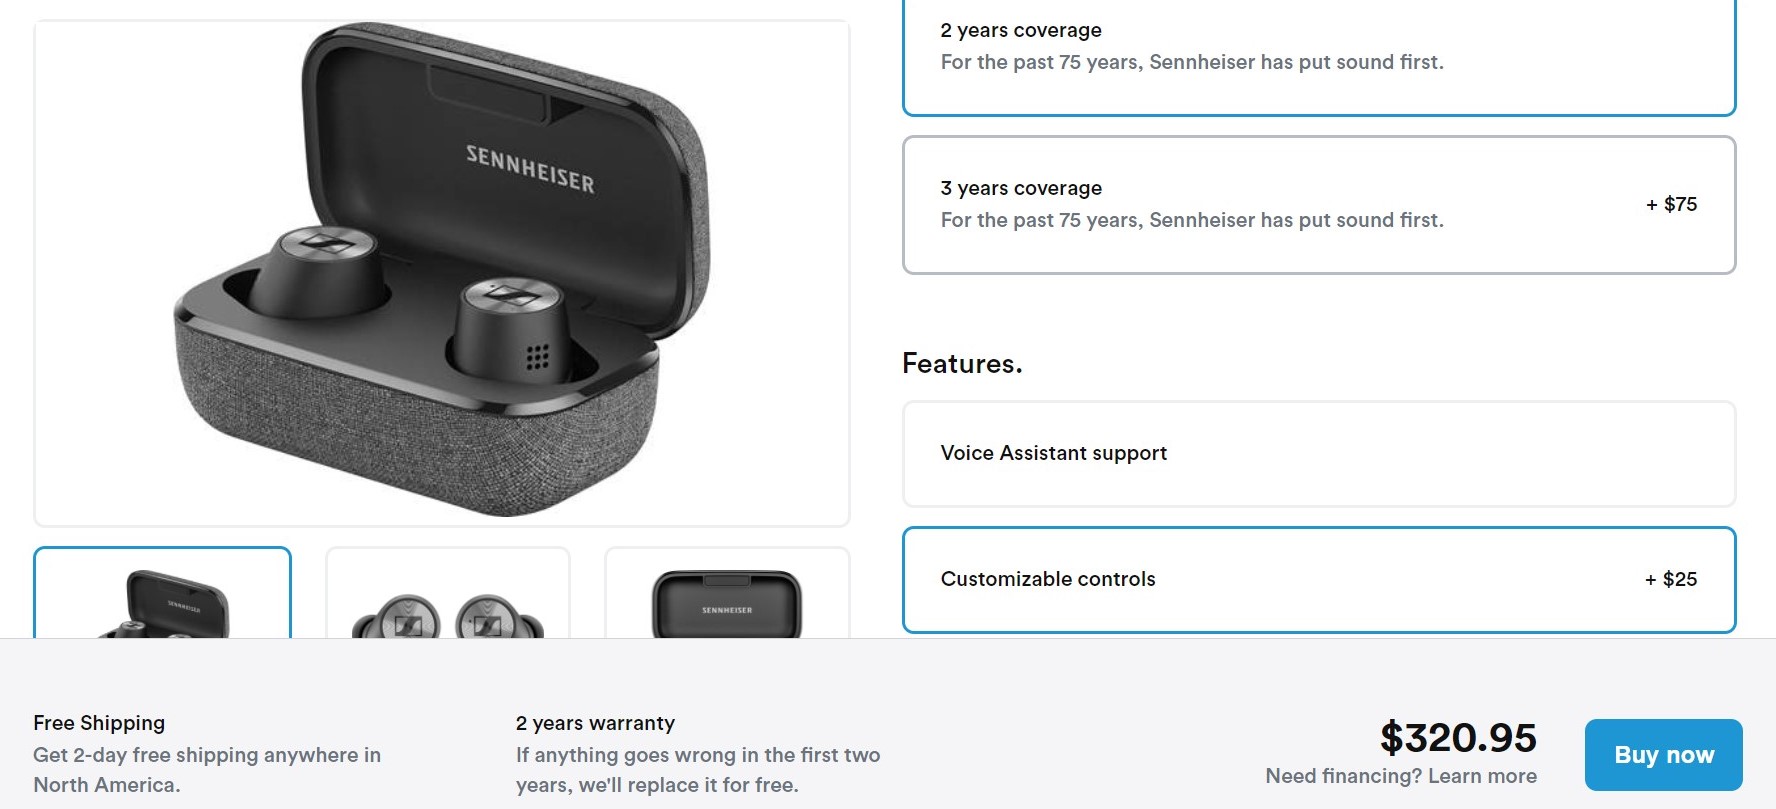 SENNHEISER
SENNHEISER
SENNHEISER
2 years coverage
For the past 75 years, Sennheiser has put sound first.
3 years coverage
For the past 75 years, Sennheiser has put sound first.
+ $75
Features.
Voice Assistant support
Customizable controls
+ $25
Free Shipping
Get 2-day free shipping anywhere in
North America.
2 years warranty
If anything goes wrong in the first two
years, we'll replace it for free.
$320.95
Need financing? Learn more
Buy now